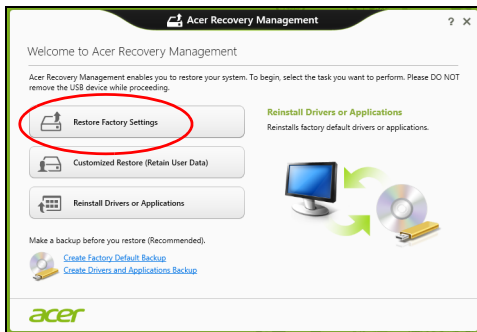 Acer Recovery Management
? X
Welcome to Acer Recovery Management
Acer Recovery Management enables you to restore your system. To begin, select the task you want to perform. Please DO NOT
remove the USB device while proceeding.
Restore Factory Settings
Customized Restore (Retain User Data)
Reinstall Drivers or Applications
Reinstall Drivers or Applications
Reinstalls factory default drivers or applications.
Make a backup before you restore (Recommended).
Create Factory Default Backup
Create Drivers and Applications Backup
acer